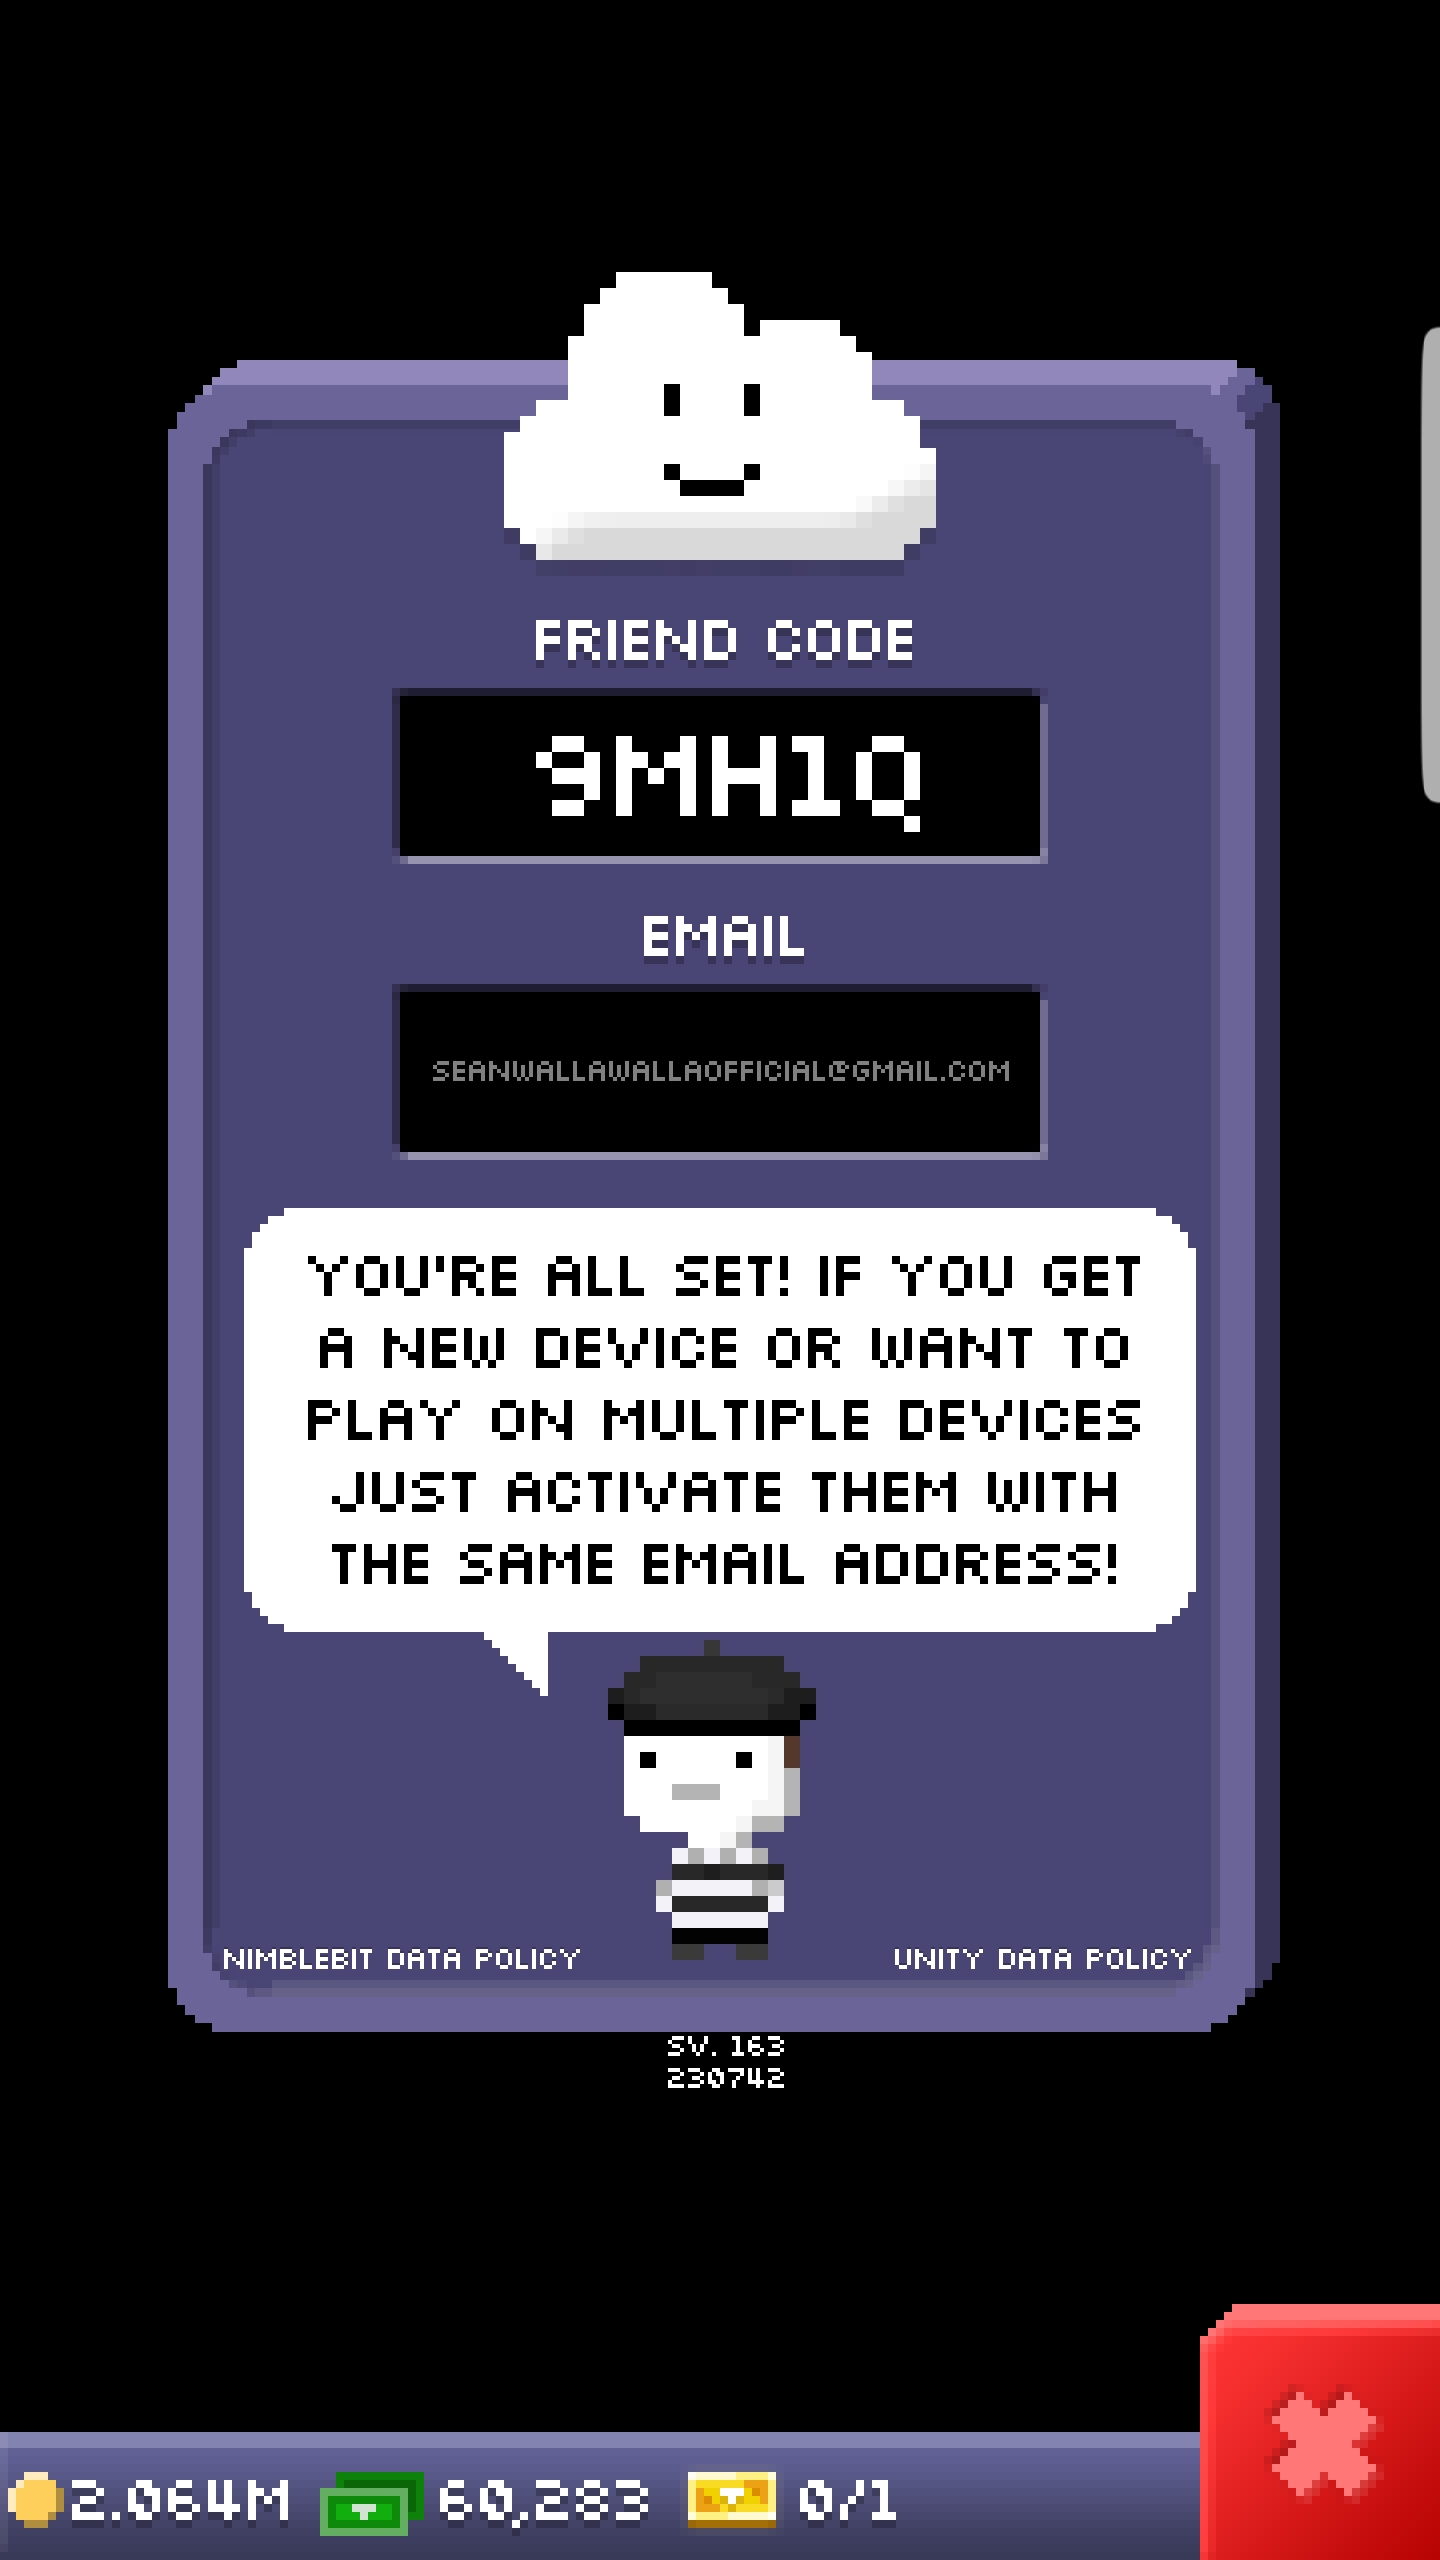 FRIEND CODE
9MH1Q
EMAIL
SEANWALLAWALLAOFFICIAL@GMAIL.COM
YOU'RE ALL SET! IF YOU GET
A NEW DEVICE OR WANT TO
PLAY ON MULTIPLE DEVICES
JUST ACTIVATE THEM WITH
THE SAME EMAIL ADDRESS!
NIMBLEBIT DATA POLICY
UNITY DATA POLICY
SV. 163
230742
2.064M 60,283 0/1